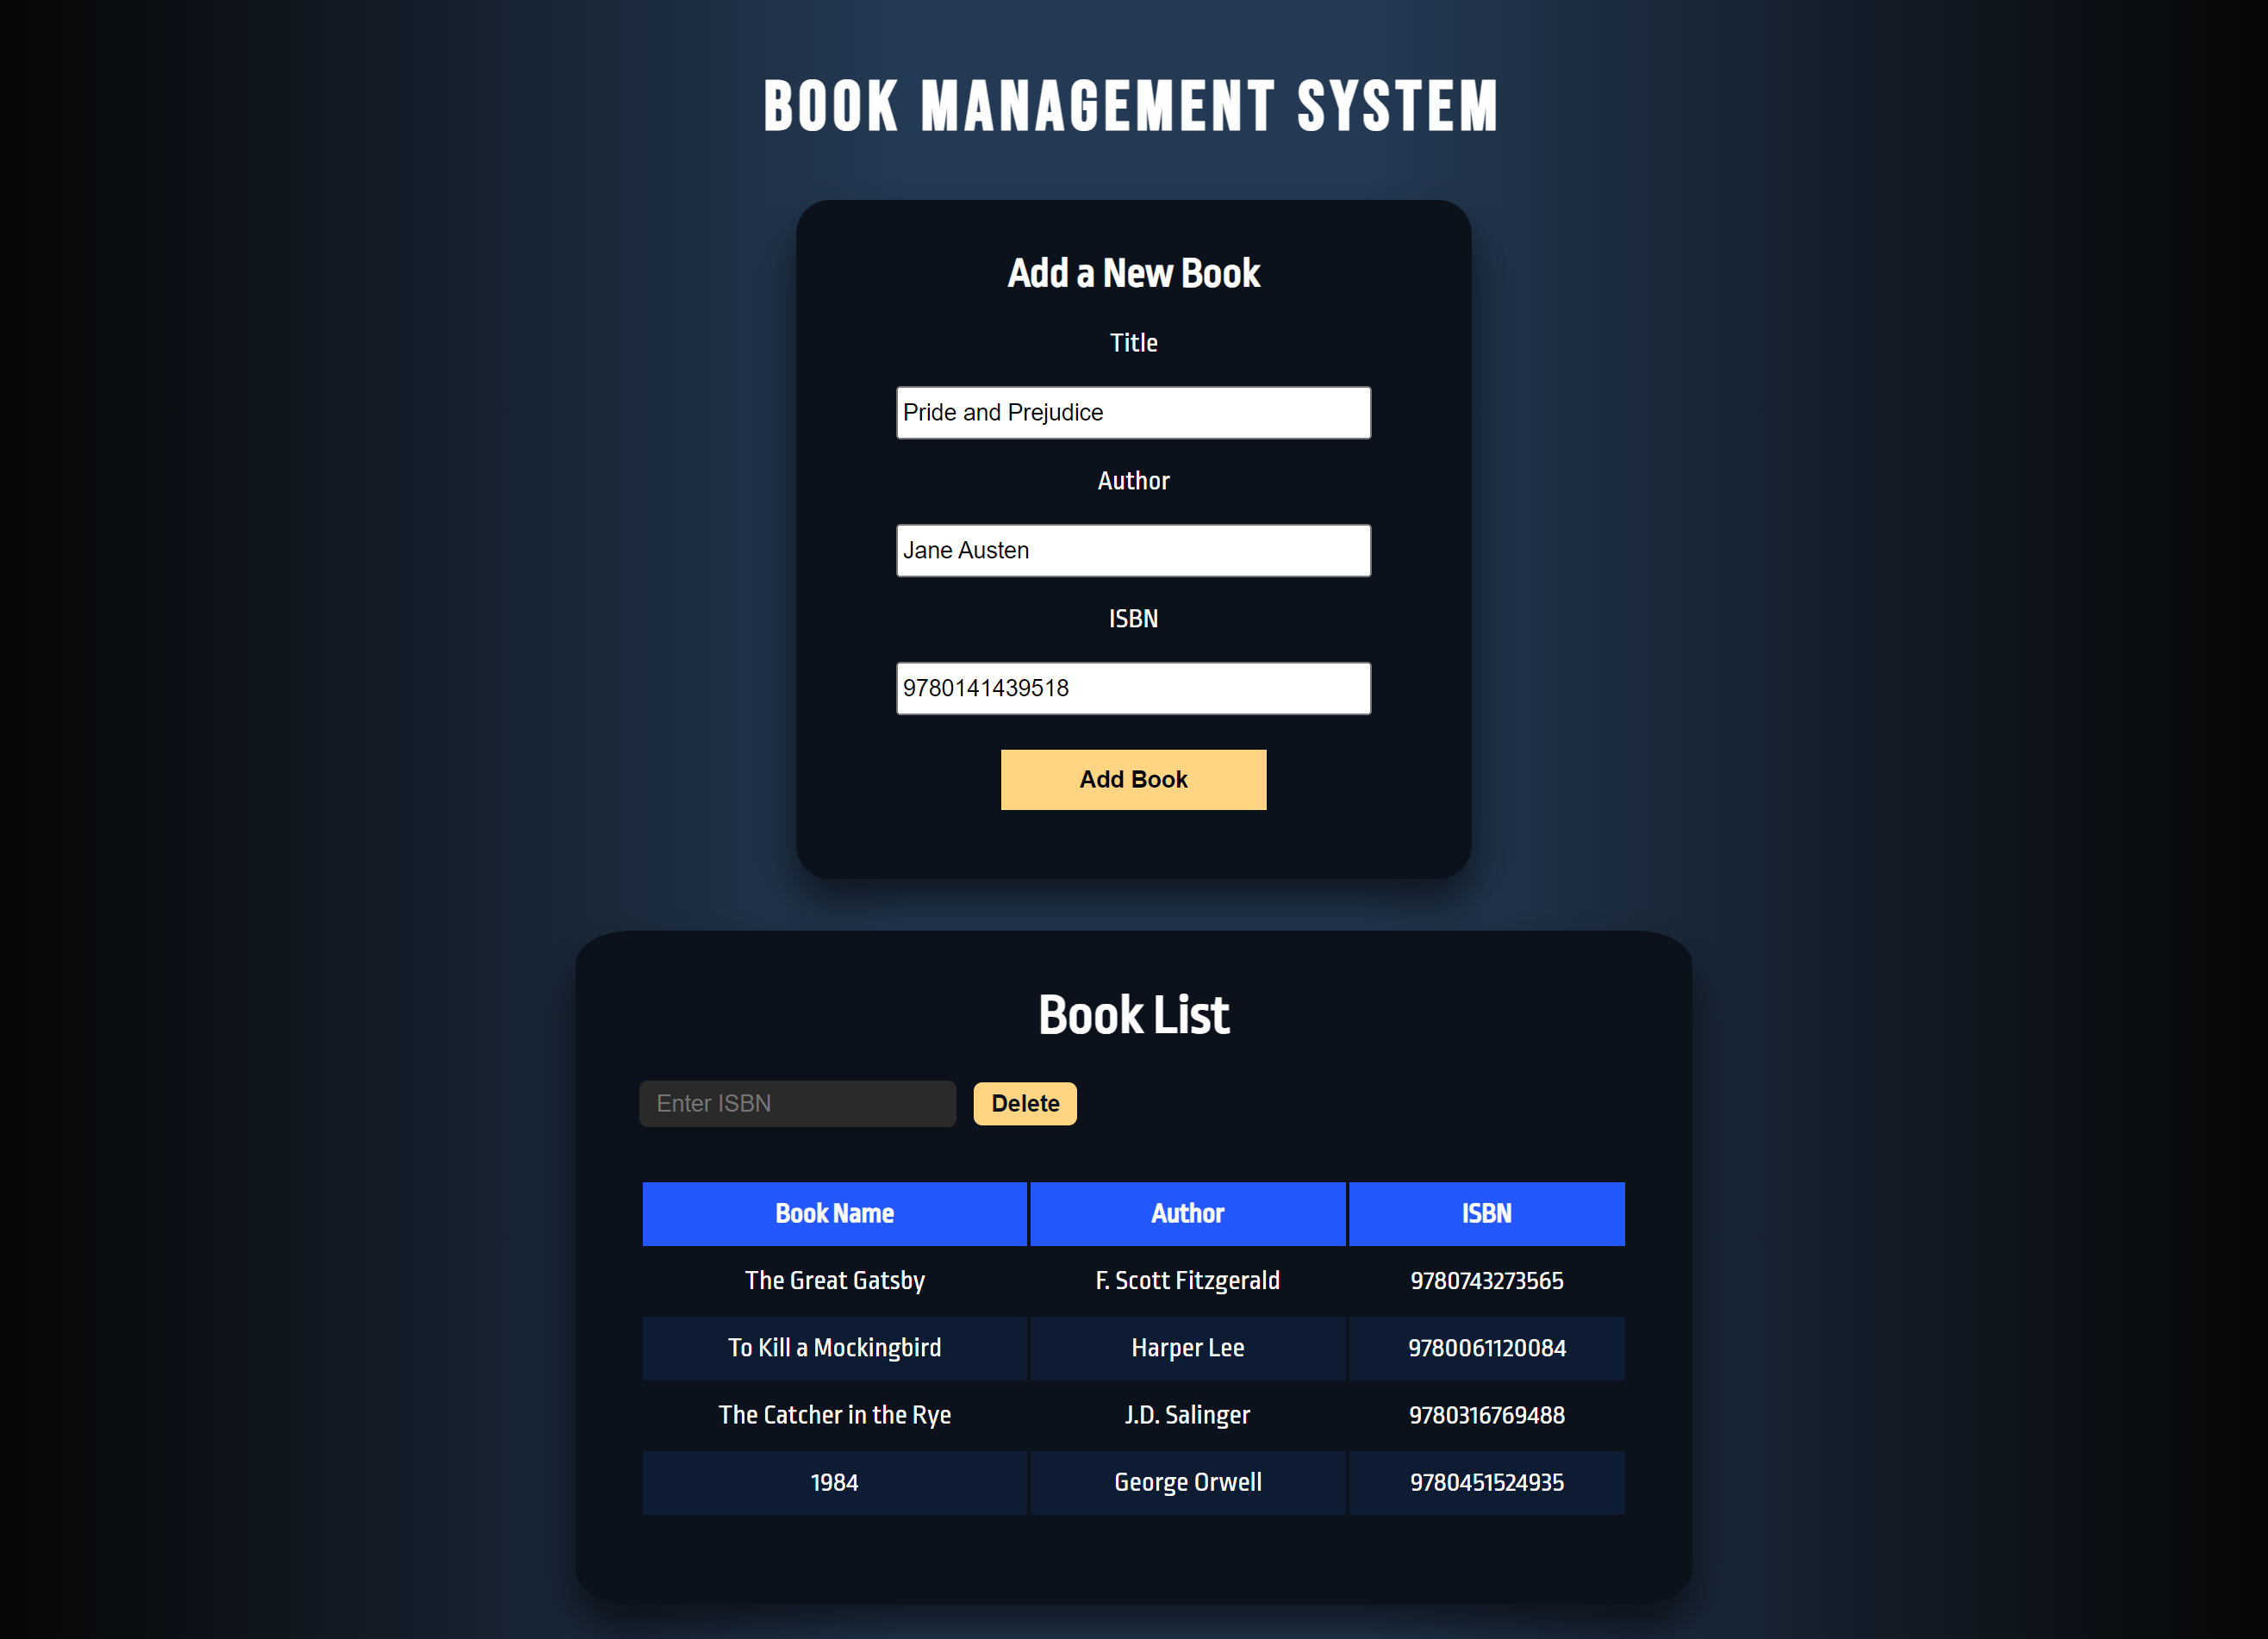 BOOK MANAGEMENT SYSTEM
Add a New Book
Title
Pride and Prejudice
Author
Jane Austen
ISBN
9780141439518
Add Book
Book List
Enter ISBN Delete
Book Name Author ISBN
The Great Gatsby F. Scott Fitzgerald 9780743273565
To Kill a Mockingbird Harper Lee 9780061120084
The Catcher in the Rye J.D. Salinger 9780316769488
1984 George Orwell 9780451524935